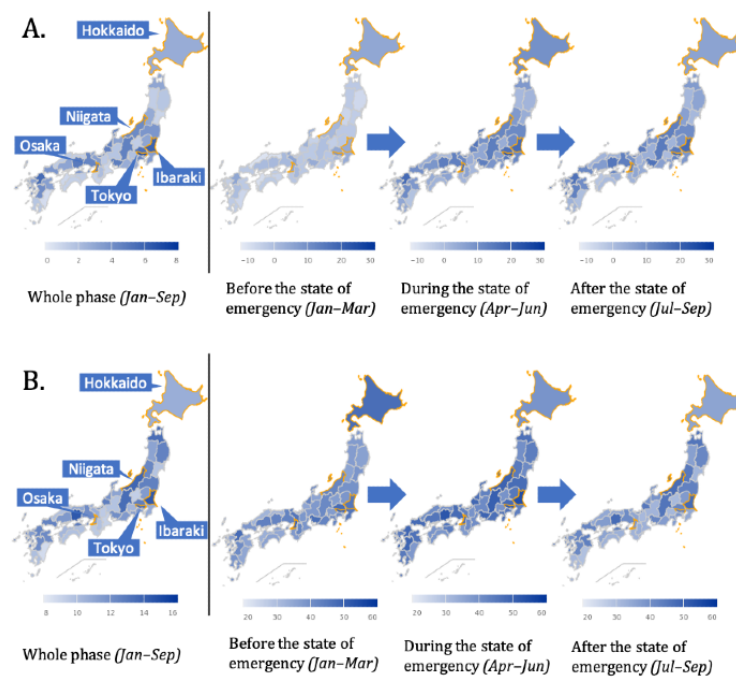 A.
Hokkaido
Niigata
Osaka
Tokyo
Ibaraki
0 2 4 6 8
−10 0 10 20 30
−10 0 10 20 30
−10 0 10 20 30
Whole phase (Jan–Sep)
Before the state of
emergency (Jan–Mar)
During the state of
emergency (Apr–Jun)
After the state of
emergency (Jul–Sep)
B.
Hokkaido
Niigata
Osaka
Tokyo
Ibaraki
8 10 12 14 16
20 30 40 50 60
20 30 40 50 60
20 30 40 50 60
Whole phase (Jan–Sep)
Before the state of
emergency (Jan–Mar)
During the state of
emergency (Apr–Jun)
After the state of
emergency (Jul–Sep)